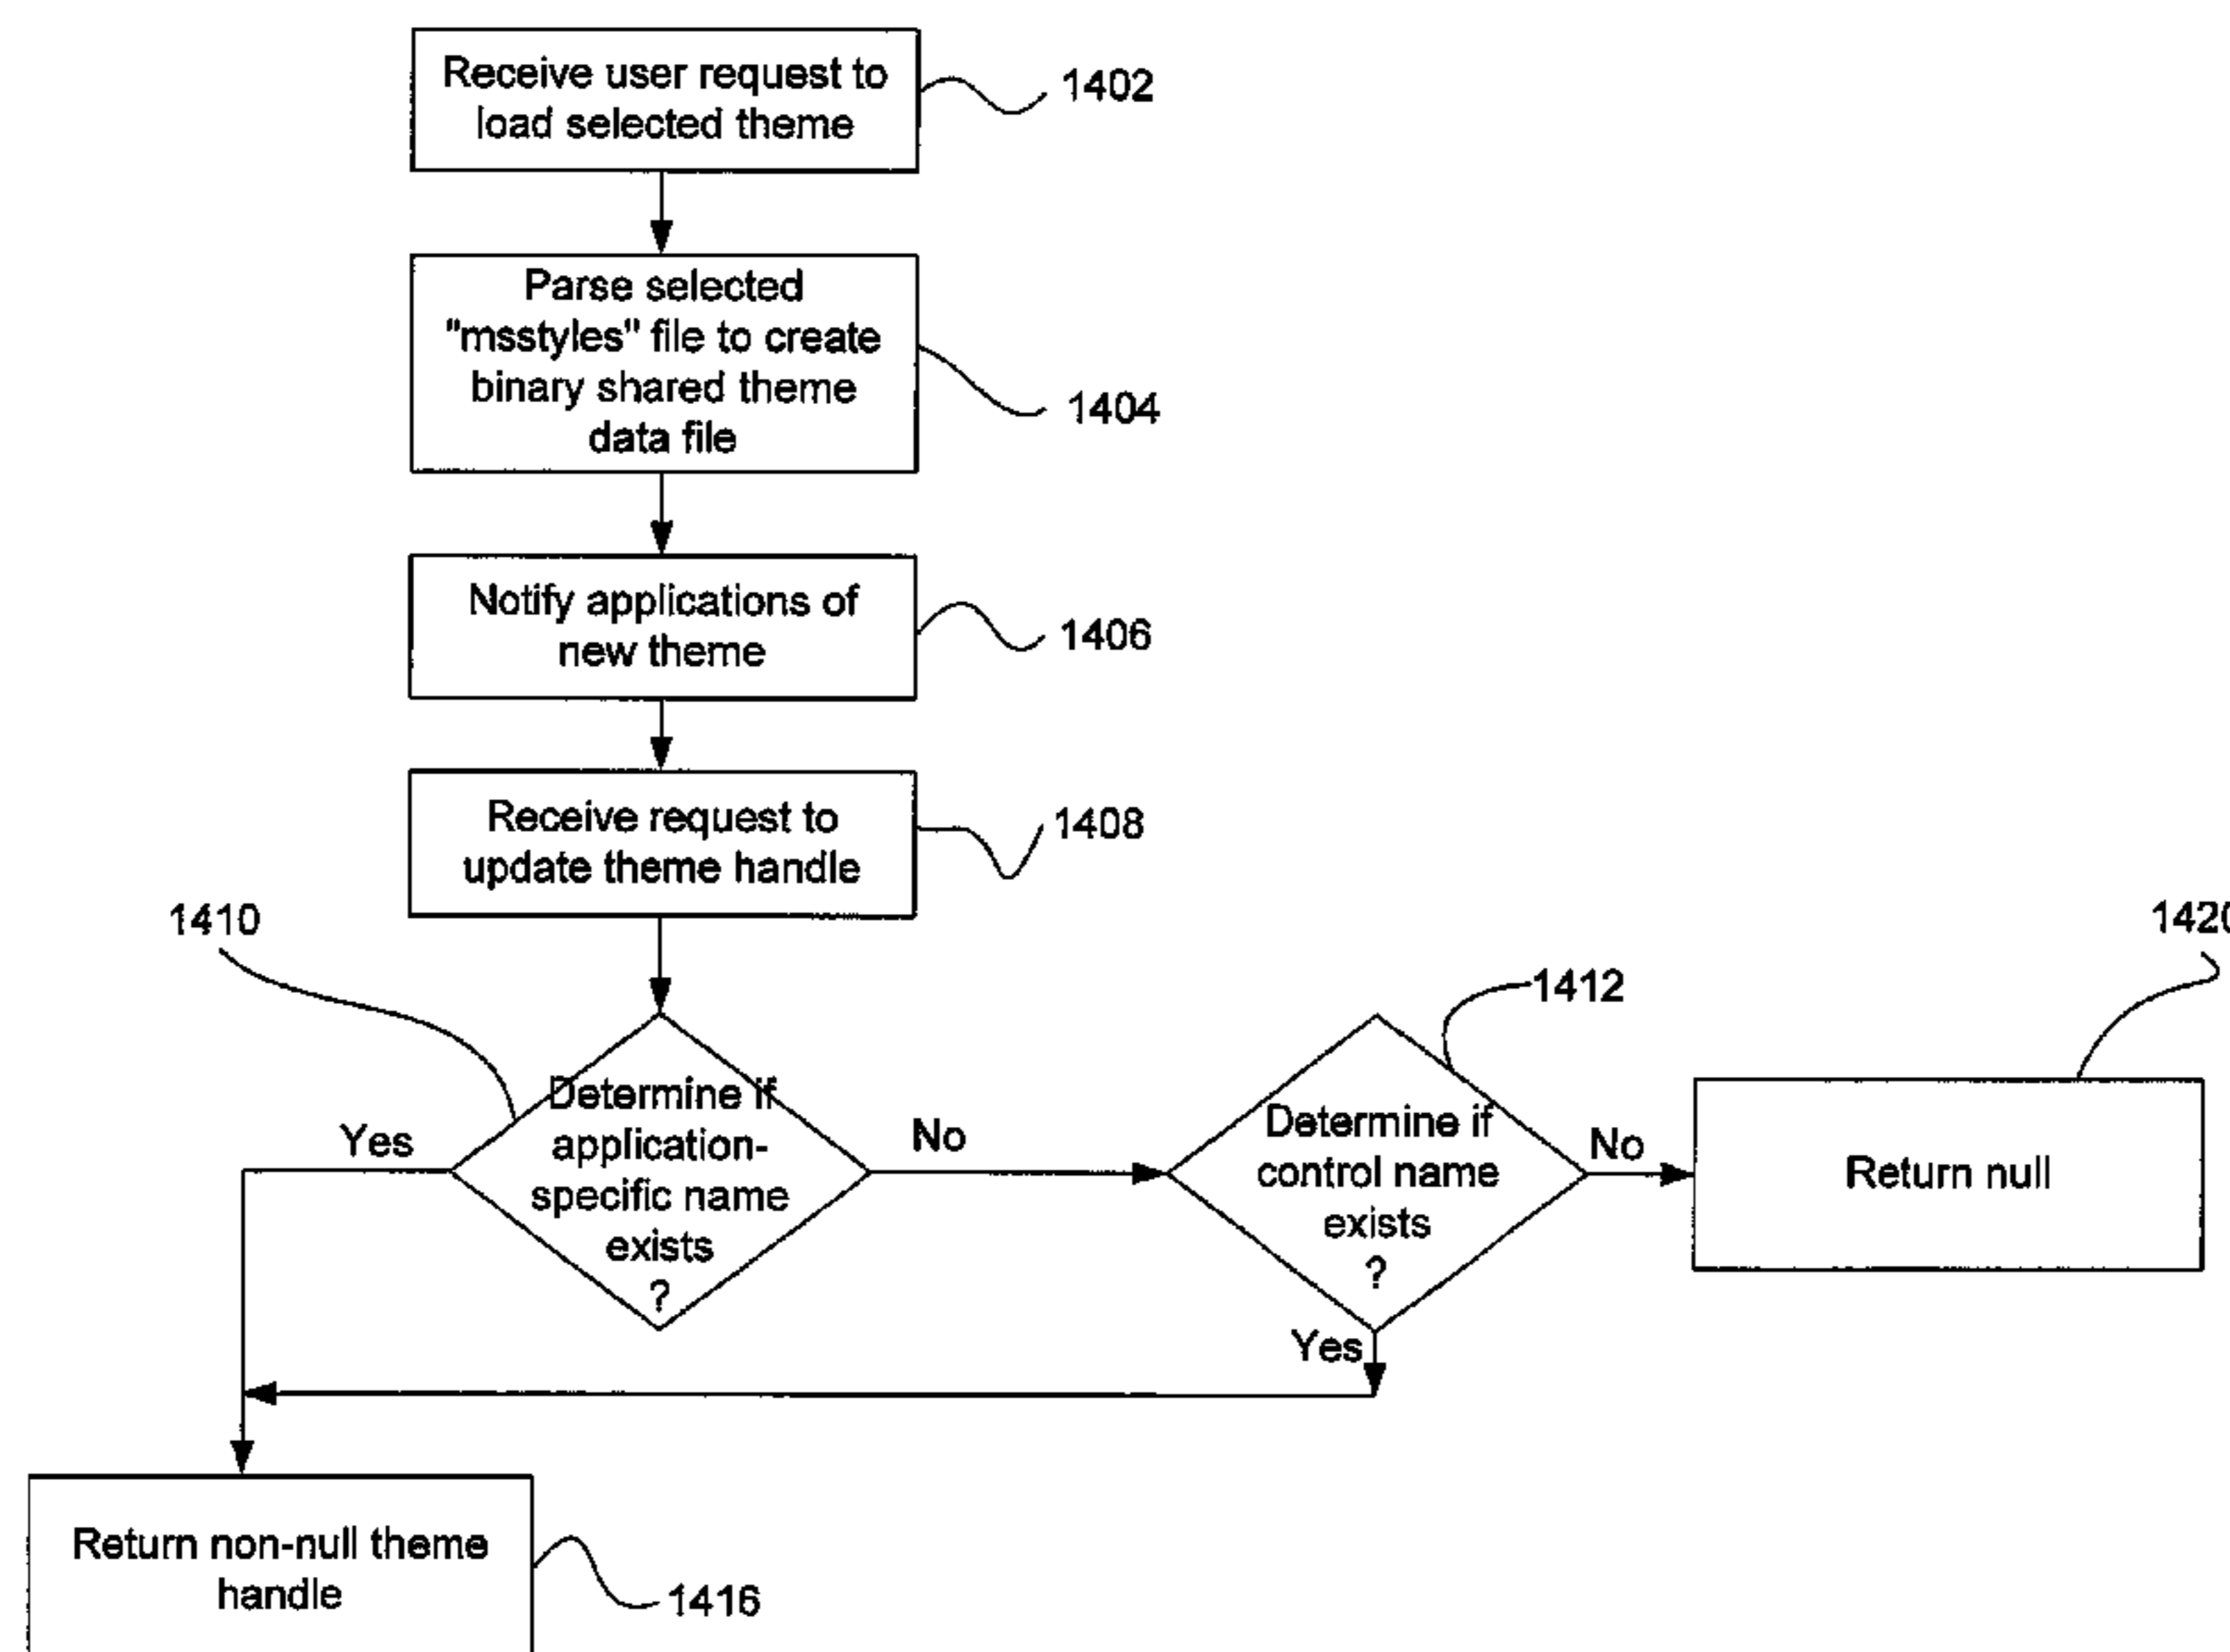 Receive user request to
load selected theme
1402
Parse selected
"msstyles" file to create
binary shared theme
data file
1404
Notify applications of
new theme
1406
Receive request to
update theme handle
1408
1410
1412
1420
Determine if
application-
specific name
exists
?
Yes
No
Determine if
control name
exists
?
No
Yes
Return null
Return non-null theme
handle
1416